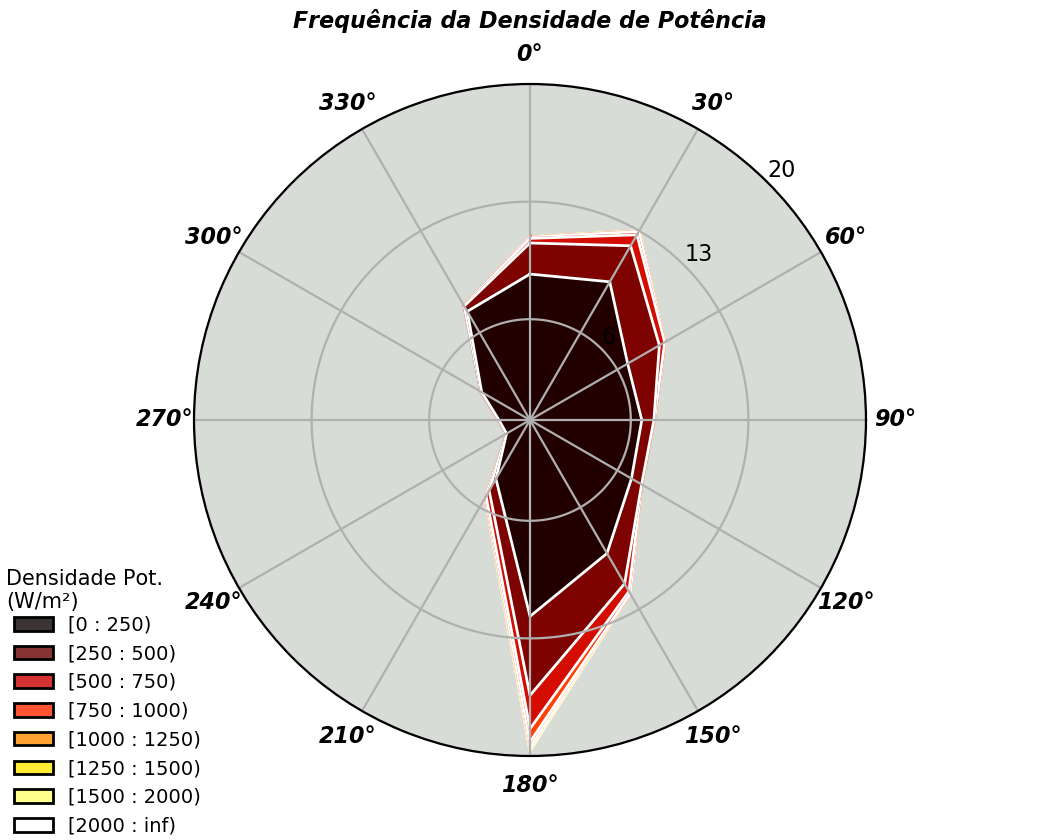 Frequência da Densidade de Potência
0°
330°
30°
20
300°
60°
13
6
270°
90°
Densidade Pot.
(W/m²)
240°
120°
[0 : 250)
[250 : 500)
[500 : 750)
[750 : 1000)
210°
150°
[1000 : 1250)
[1250 : 1500)
180°
[1500 : 2000)
[2000 : inf)